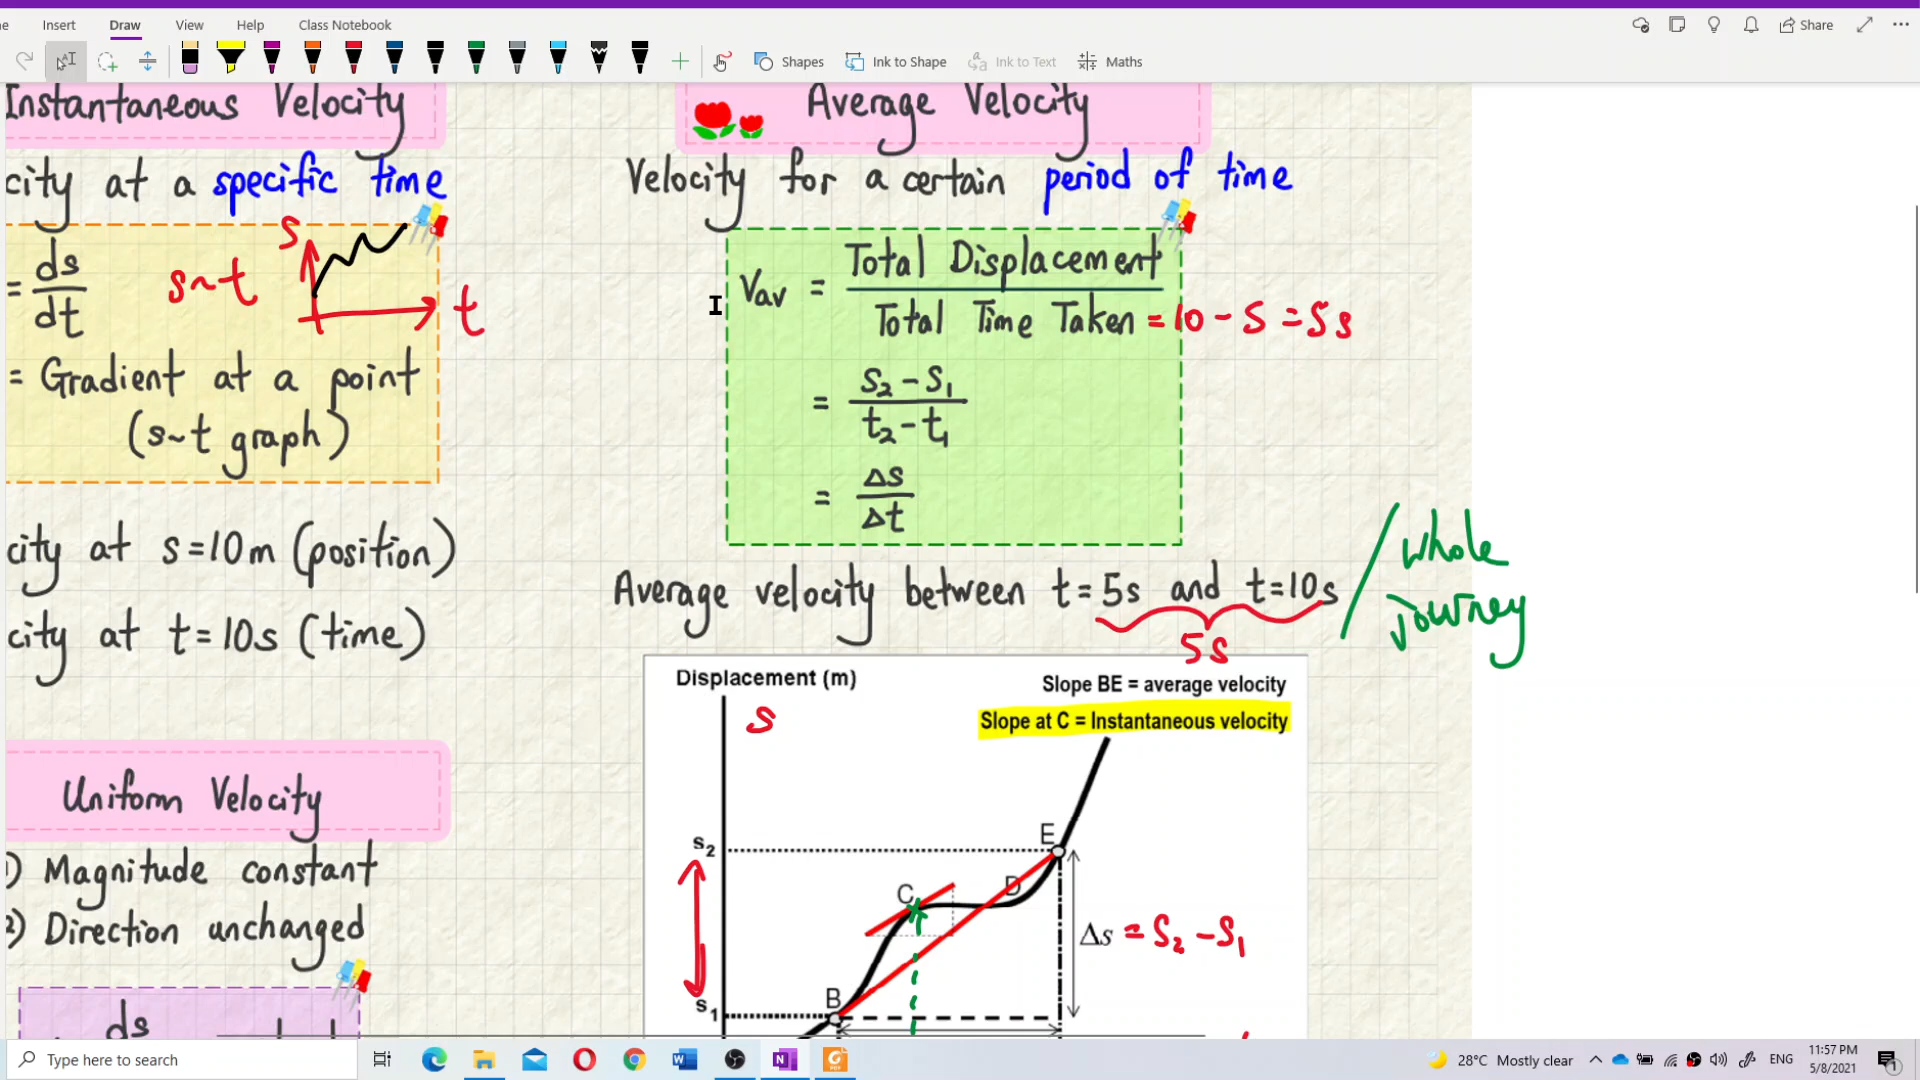 Insert Draw View Help Class Notebook Share
Shapes Ink to Shape Ink to Text Maths
Instantaneous Velocity
city at a specific time
= ds/dt
s~t
s
t
= Gradient at a point
(s~t graph)
city at s=10m (position)
city at t=10s (time)
Uniform Velocity
) Magnitude constant
2) Direction unchanged
ds
Average Velocity
Velocity for a certain period of time
Vav = Total Displacement
Total Time Taken = 10 - 5 = 5s
= S2 - S1
t2 - t1
= Δs
Δt
Average velocity between t=5s and t=10s / whole journey
5s
Displacement (m)
s
Slope BE = average velocity
Slope at C = Instantaneous velocity
s2
E
C
D
Δs = S2 - S1
B
s1
Type here to search
28°C Mostly clear
ENG
11:57 PM
5/8/2021
1